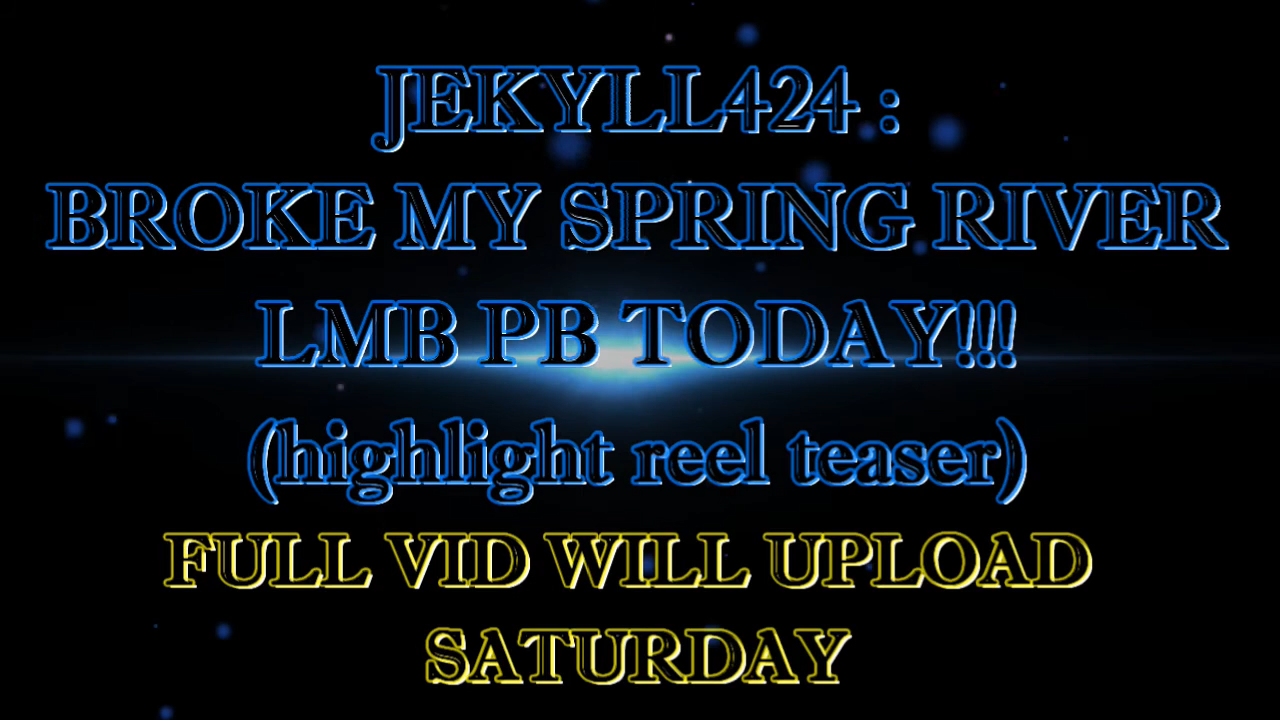 JEKYLL424 :
BROKE MY SPRING RIVER
LMB PB TODAY!!!
(highlight reel teaser)
FULL VID WILL UPLOAD
SATURDAY